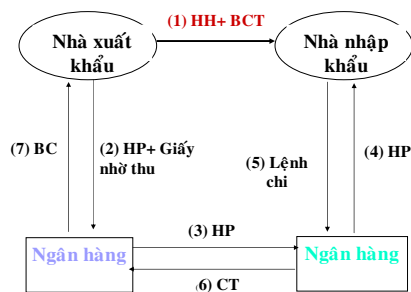 (1) HH+ BCT
Nhà xuất
khẩu
Nhà nhập
khẩu
(7) BC
(2) HP+ Giấy
nhờ thu
(5) Lệnh
chi
(4) HP
(3) HP
Ngân hàng
Ngân hàng
(6) CT